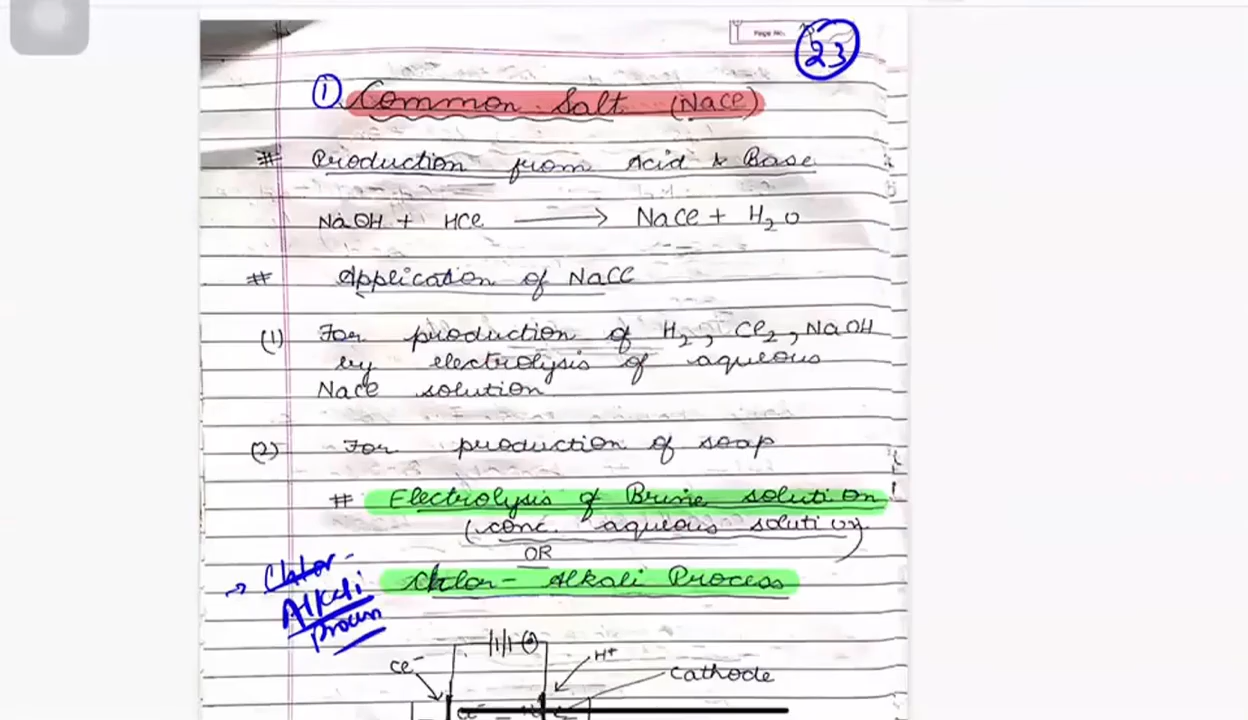 Page No.
23
① Common Salt (NaCl)
# Production from Acid & Base
NaOH + HCl → NaCl + H₂O
# Application of NaCl
(1) For production of H₂, Cl₂, NaOH
by electrolysis of aqueous
NaCl solution
(2) For production of soap
# Electrolysis of Brine solution
(conc. aqueous solution)
OR
Chlor- Alkali Process
→ Chlor-
Alkali
Process
Cl⁻
H⁺
Cathode